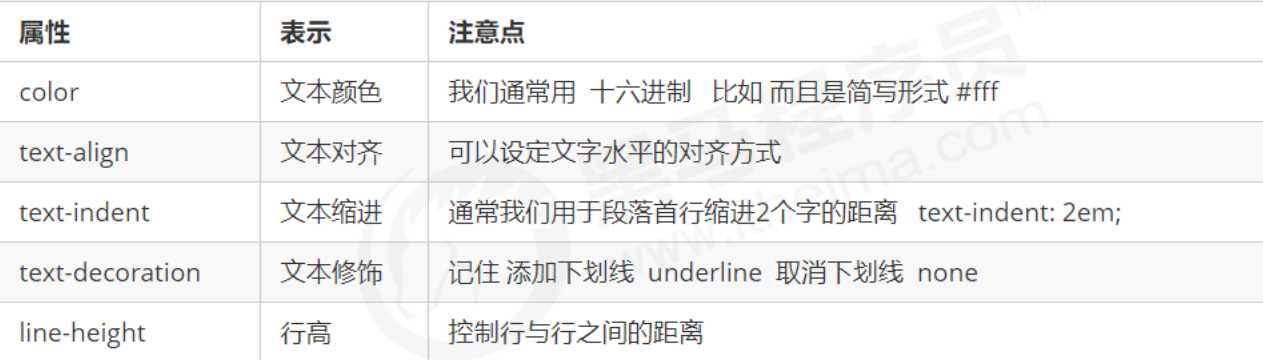 属性 表示 注意点
color 文本颜色 我们通常用 十六进制 比如 而且是简写形式 #fff
text-align 文本对齐 可以设定文字水平的对齐方式
text-indent 文本缩进 通常我们用于段落首行缩进2个字的距离 text-indent: 2em;
text-decoration 文本修饰 记住 添加下划线 underline 取消下划线 none
line-height 行高 控制行与行之间的距离
黑马程序员™
www.itheima.com